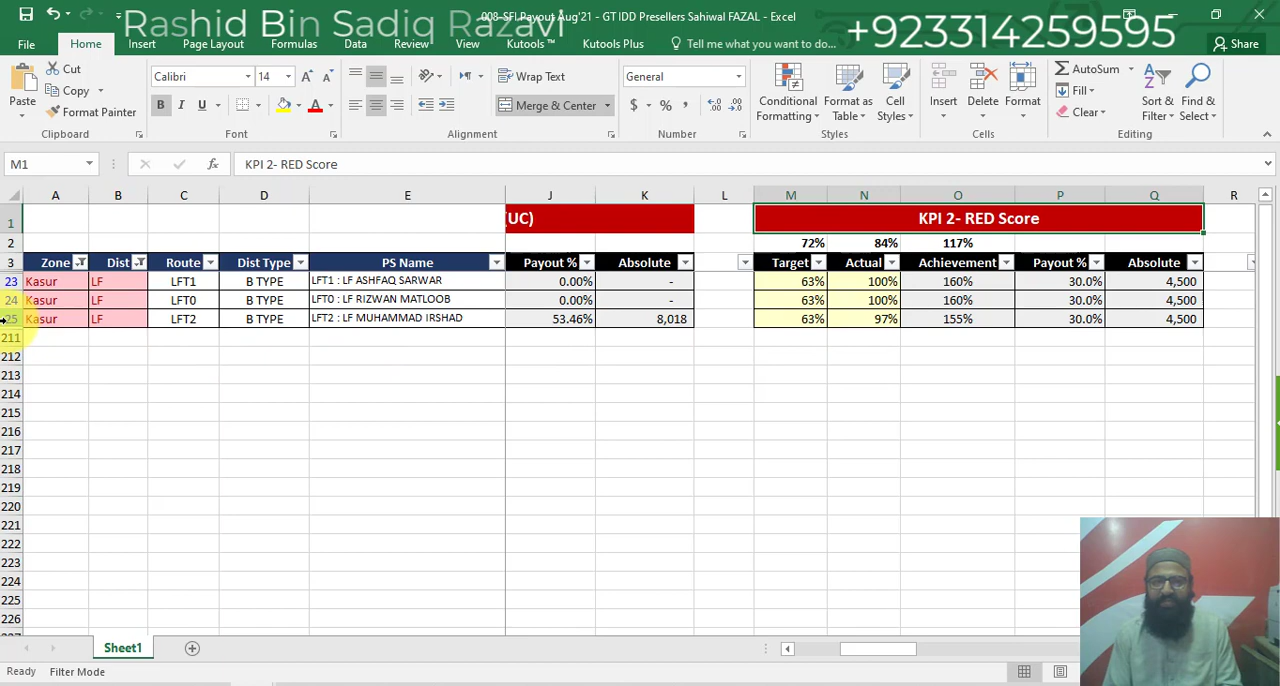 008-SFI Payout Aug'21 - GT IDD Presellers Sahiwal FAZAL - Excel
Rashid Bin Sadiq Razavi
+923314259595
File Home Insert Page Layout Formulas Data Review View Kutools ™ Kutools Plus Tell me what you want to do... Share
Paste Cut Copy Format Painter
Calibri 14 A A
B I U A
Wrap Text
Merge & Center
General
$ % ,
Conditional Formatting Format as Table Cell Styles
Insert Delete Format
AutoSum Fill Clear
Sort & Filter Find & Select
Clipboard Font Alignment Number Styles Cells Editing
M1 fx KPI 2- RED Score
A B C D E J K L M N O P Q R
1 (UC) KPI 2- RED Score
2 72% 84% 117%
3 Zone Dist Route Dist Type PS Name Payout % Absolute Target Actual Achievement Payout % Absolute
23 Kasur LF LFT1 B TYPE LFT1 : LF ASHFAQ SARWAR 0.00% - 63% 100% 160% 30.0% 4,500
24 Kasur LF LFT0 B TYPE LFT0 : LF RIZWAN MATLOOB 0.00% - 63% 100% 160% 30.0% 4,500
25 Kasur LF LFT2 B TYPE LFT2 : LF MUHAMMAD IRSHAD 53.46% 8,018 63% 97% 155% 30.0% 4,500
211
212
213
214
215
216
217
218
219
220
221
222
223
224
225
226
Sheet1
Ready Filter Mode